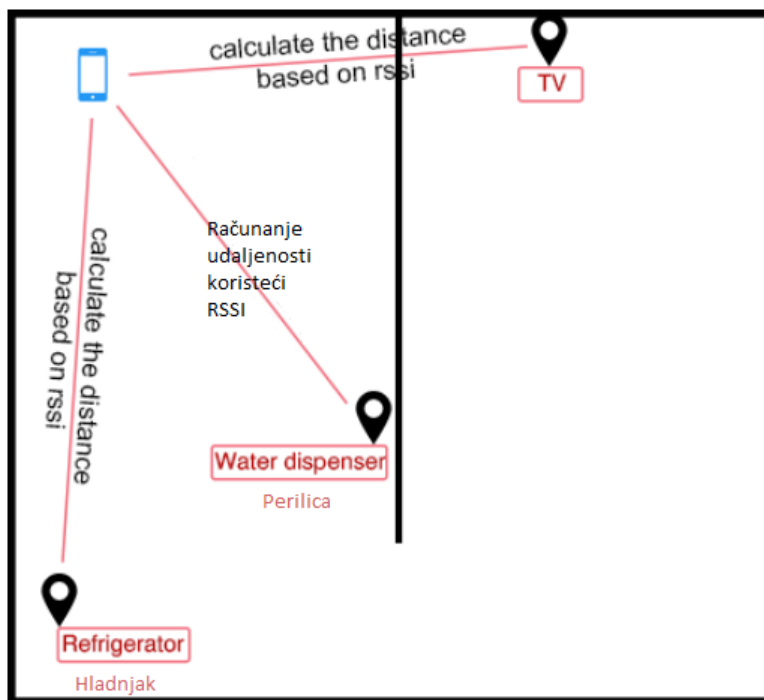 calculate the distance
based on rssi
TV
Računanje
udaljenosti
koristeći
RSSI
calculate the distance
based on rssi
Water dispenser
Perilica
Refrigerator
Hladnjak